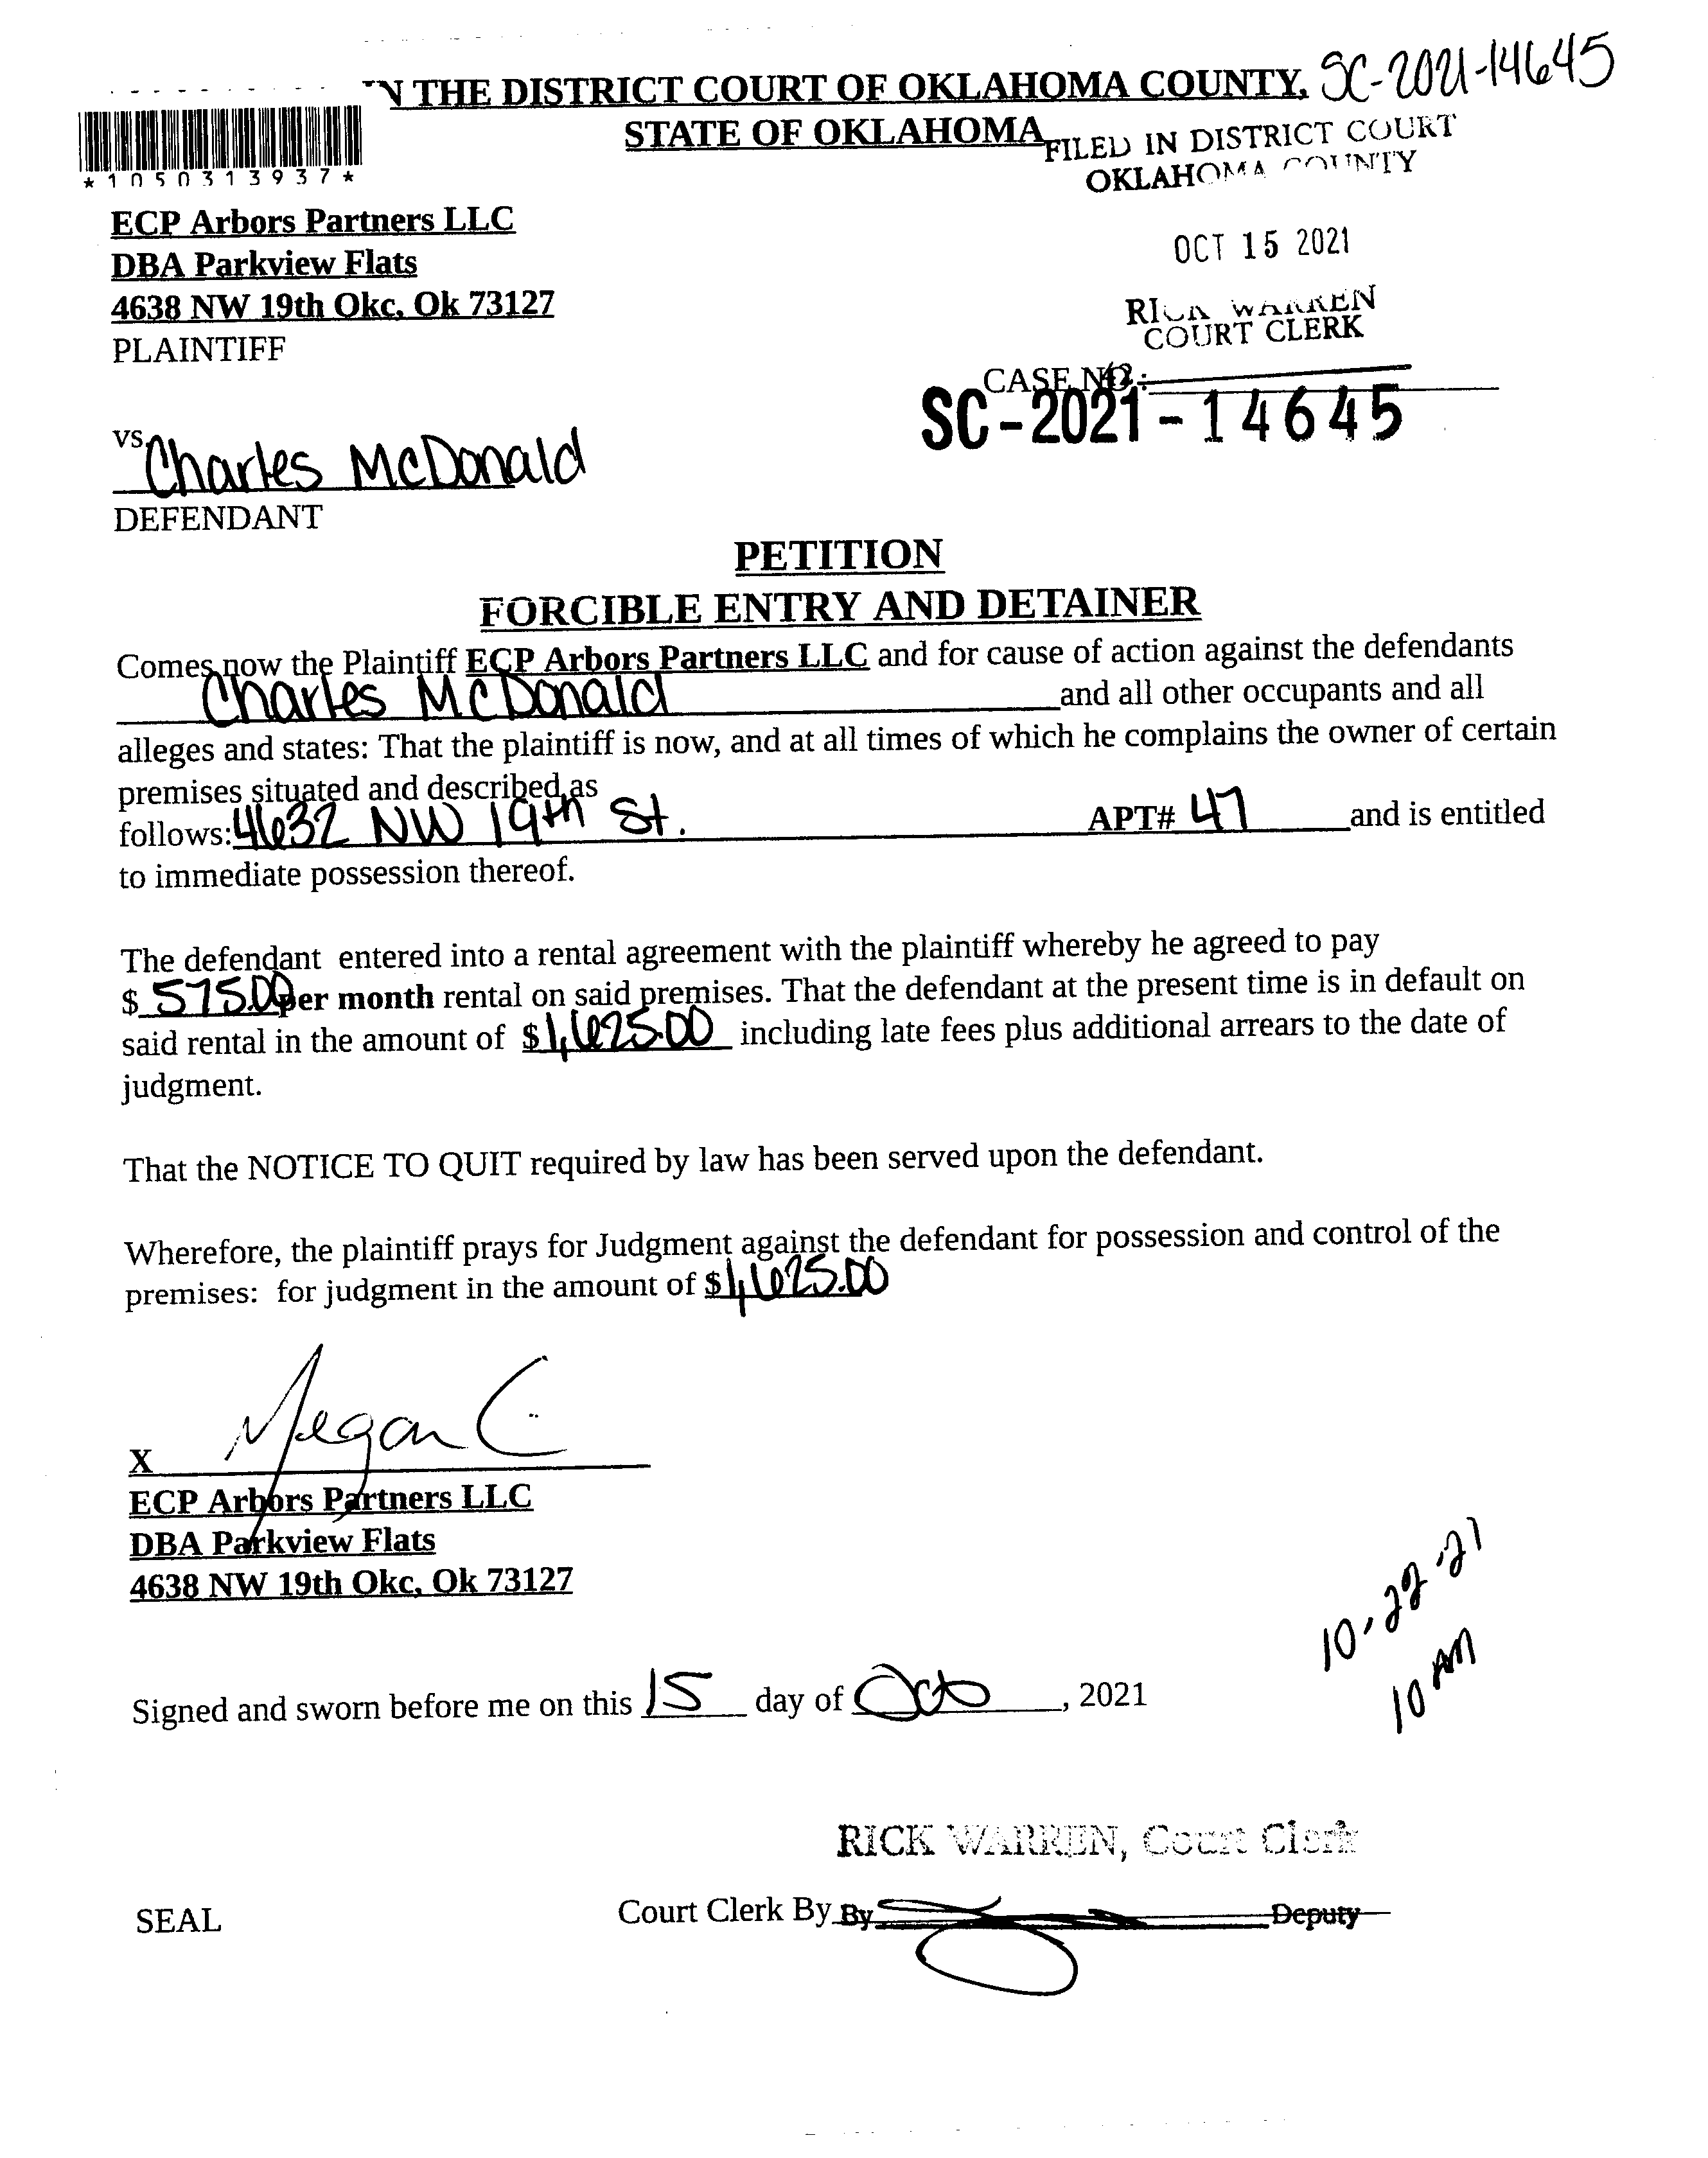 IN THE DISTRICT COURT OF OKLAHOMA COUNTY, SC-2021-14645
STATE OF OKLAHOMA
FILED IN DISTRICT COURT
OKLAHOMA COUNTY
*1050313937*
ECP Arbors Partners LLC
DBA Parkview Flats
OCT 15 2021
4638 NW 19th Okc, Ok 73127
RICK WARREN
COURT CLERK
PLAINTIFF
CASE NO.:
42
SC-2021-14645
vs.
Charles McDonald
DEFENDANT
PETITION
FORCIBLE ENTRY AND DETAINER
Comes now the Plaintiff ECP Arbors Partners LLC and for cause of action against the defendants
Charles McDonald and all other occupants and all
alleges and states: That the plaintiff is now, and at all times of which he complains the owner of certain
premises situated and described as
follows: 4632 NW 19th St. APT# 47 and is entitled
to immediate possession thereof.
The defendant entered into a rental agreement with the plaintiff whereby he agreed to pay
$ 575.00 per month rental on said premises. That the defendant at the present time is in default on
said rental in the amount of $1,625.00 including late fees plus additional arrears to the date of
judgment.
That the NOTICE TO QUIT required by law has been served upon the defendant.
Wherefore, the plaintiff prays for Judgment against the defendant for possession and control of the
premises: for judgment in the amount of $1,625.00
X Megan C
ECP Arbors Partners LLC
DBA Parkview Flats
4638 NW 19th Okc, Ok 73127
10-22-21
10 AM
Signed and sworn before me on this 15 day of Oct, 2021
RICK WARREN, Court Clerk
SEAL
Court Clerk By By Deputy